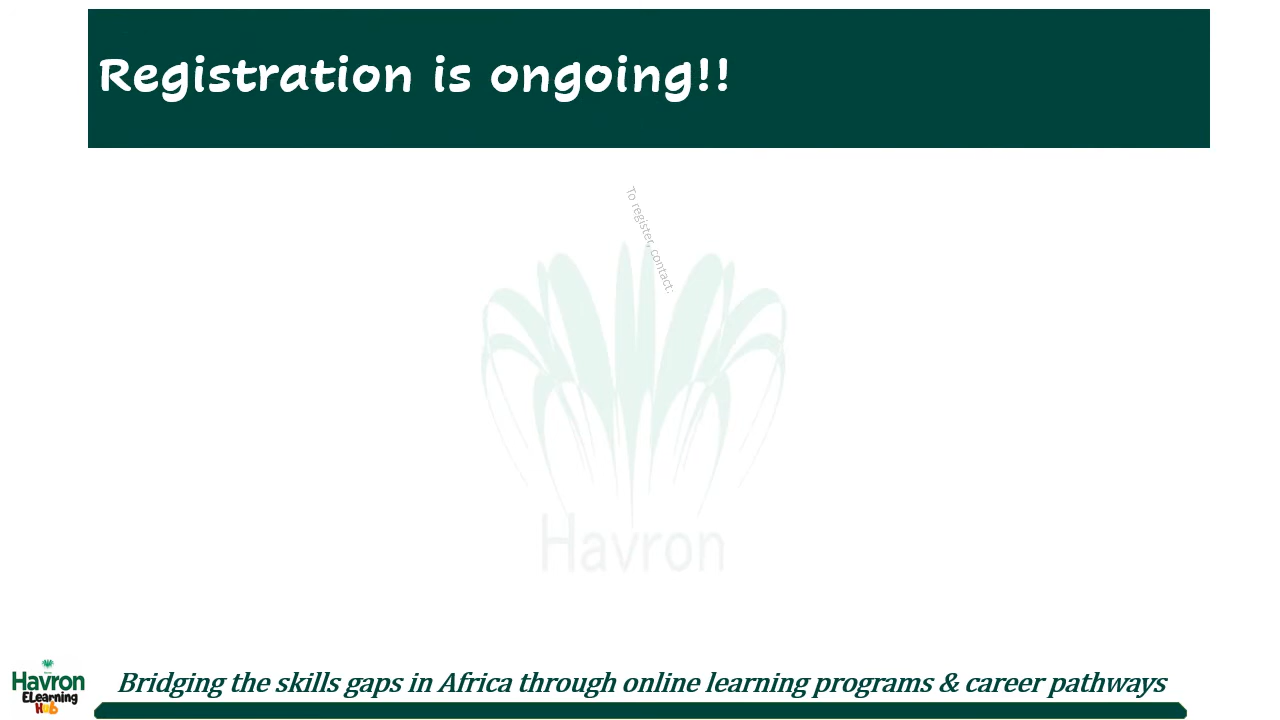 Registration is ongoing!!
To register, contact:
Havron
Havron
ELearning
Hub
Bridging the skills gaps in Africa through online learning programs & career pathways